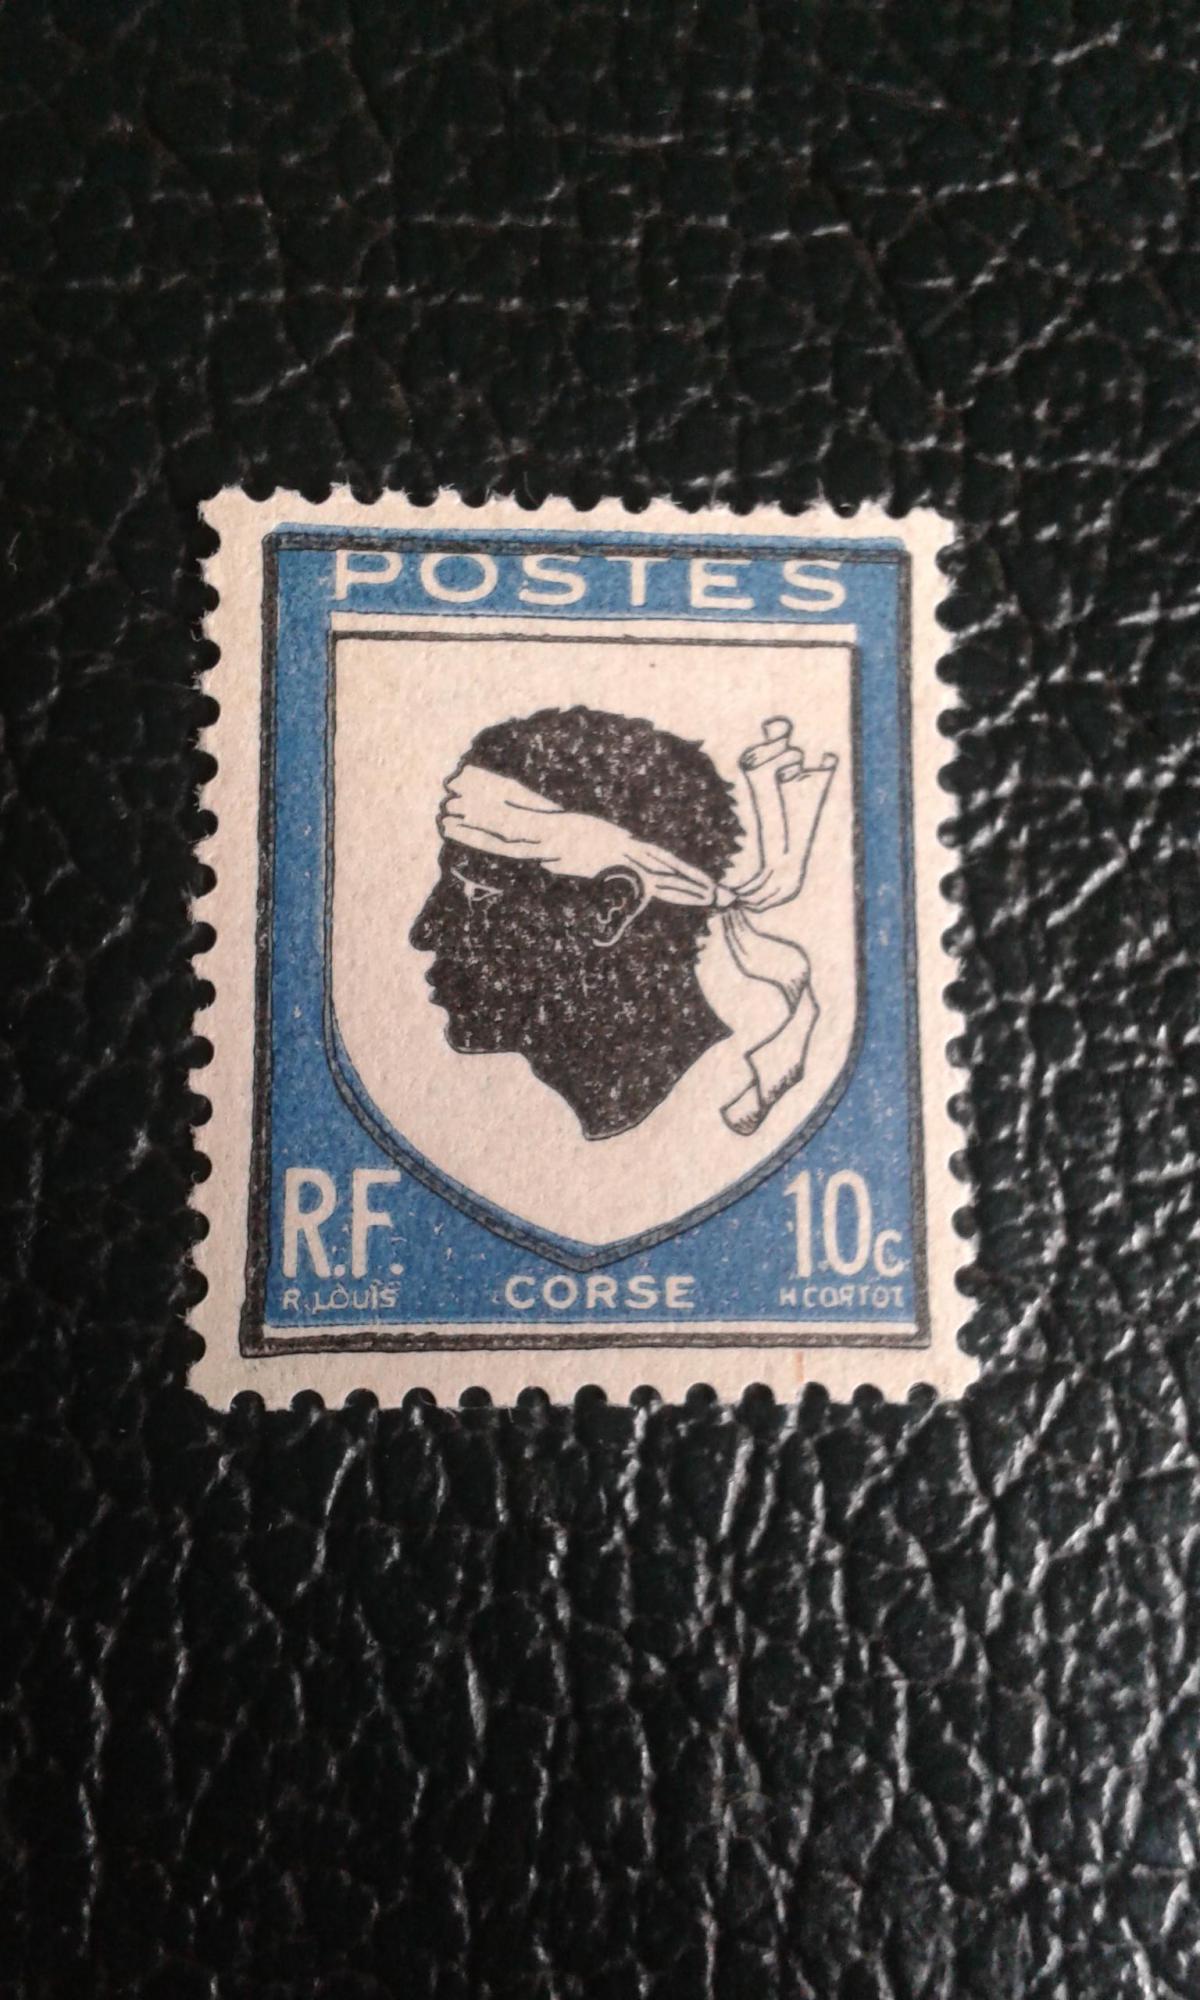 POSTES
R.F. 10c
R. LOUIS CORSE H CORTOT